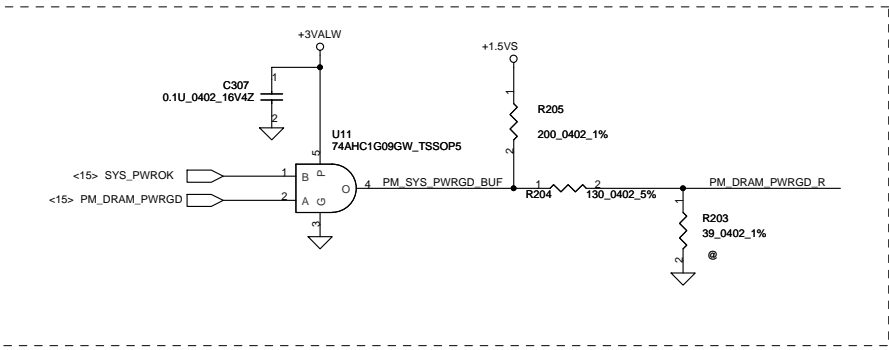 +3VALW
+1.5VS
1
C307
0.1U_0402_16V4Z
2
1
R205
200_0402_1%
2
U11
74AHC1G09GW_TSSOP5
5
<15> SYS_PWROK
1
B
P
<15> PM_DRAM_PWRGD
2
A
G
O
4
3
PM_SYS_PWRGD_BUF
1
2
R204
130_0402_5%
PM_DRAM_PWRGD_R
1
R203
39_0402_1%
2
@